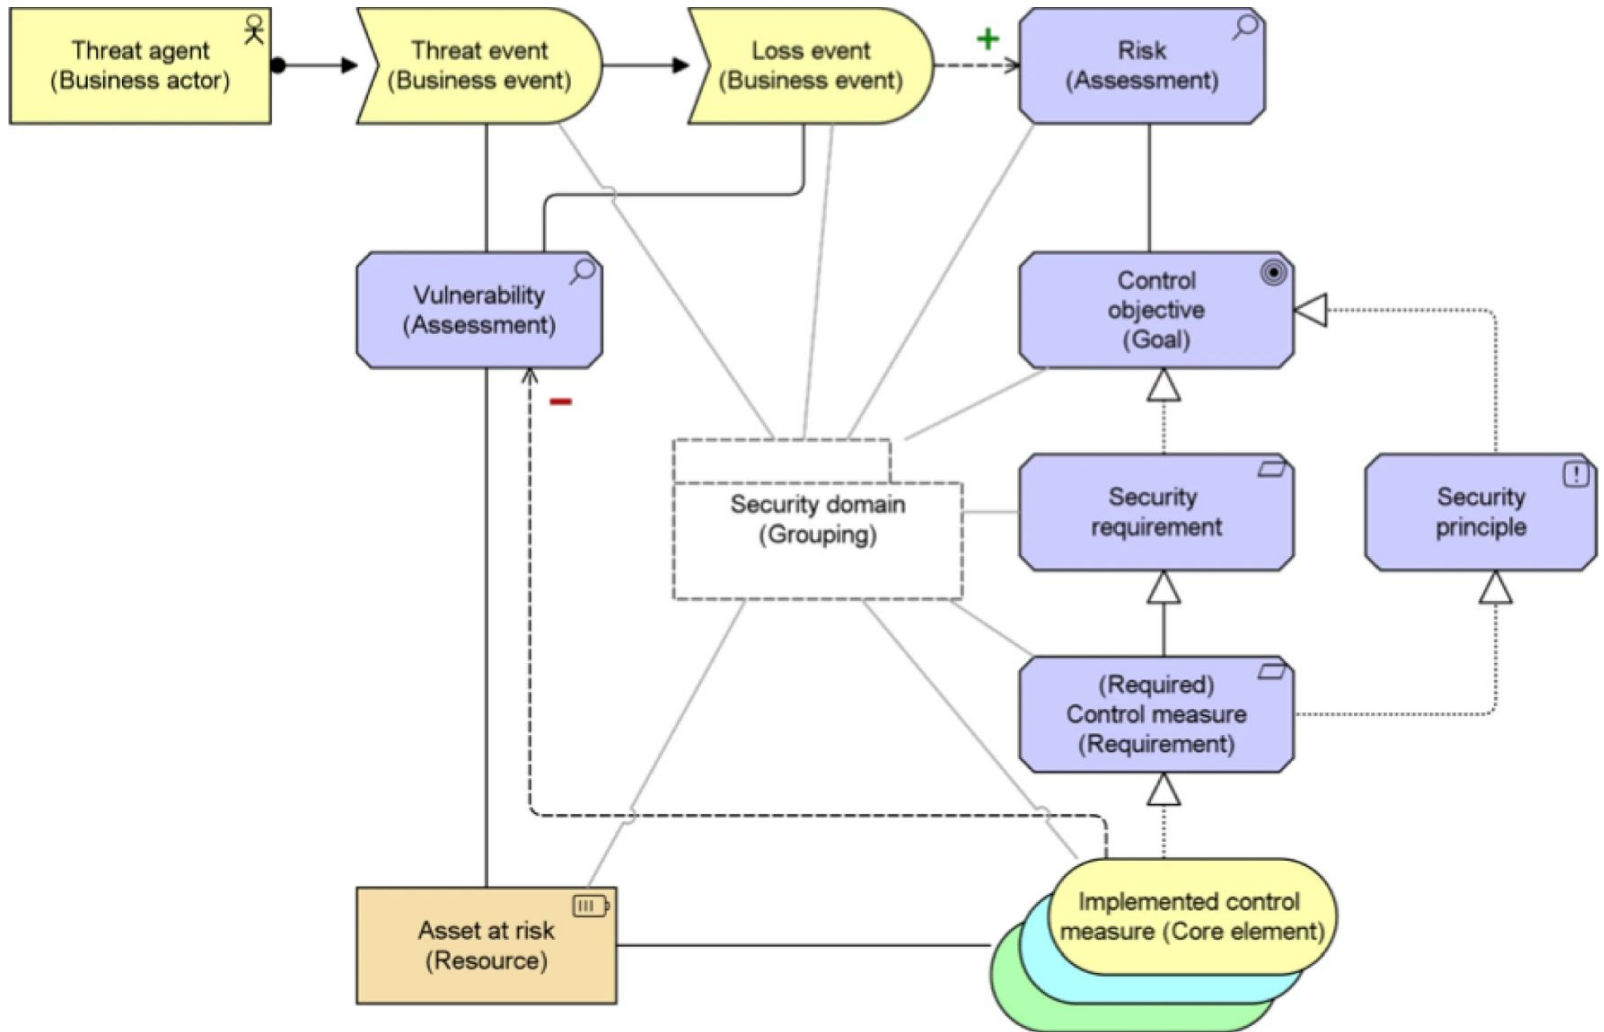 Threat agent
(Business actor)
Threat event
(Business event)
Loss event
(Business event)
+
Risk
(Assessment)
Vulnerability
(Assessment)
−
Control
objective
(Goal)
Security domain
(Grouping)
Security
requirement
Security
principle
!
(Required)
Control measure
(Requirement)
Asset at risk
(Resource)
Implemented control
measure (Core element)